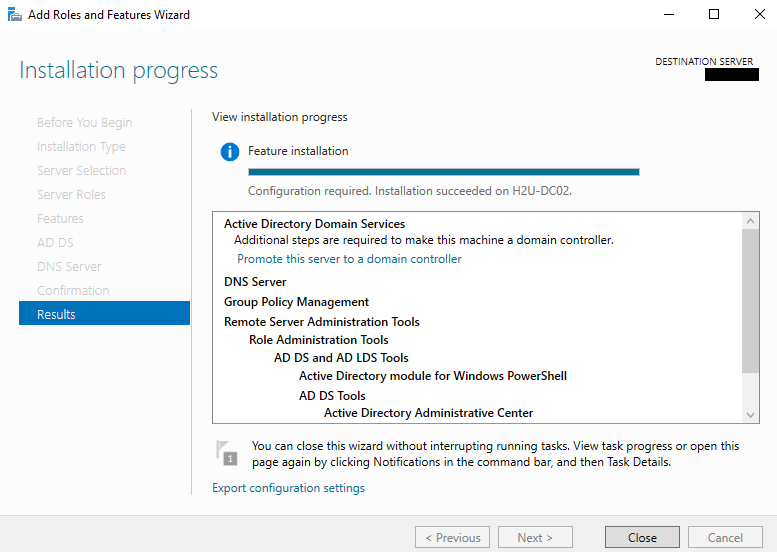 Add Roles and Features Wizard
Installation progress
DESTINATION SERVER
Before You Begin
Installation Type
Server Selection
Server Roles
Features
AD DS
DNS Server
Confirmation
Results
View installation progress
Feature installation
Configuration required. Installation succeeded on H2U-DC02.
Active Directory Domain Services
Additional steps are required to make this machine a domain controller.
Promote this server to a domain controller
DNS Server
Group Policy Management
Remote Server Administration Tools
Role Administration Tools
AD DS and AD LDS Tools
Active Directory module for Windows PowerShell
AD DS Tools
Active Directory Administrative Center
1
You can close this wizard without interrupting running tasks. View task progress or open this
page again by clicking Notifications in the command bar, and then Task Details.
Export configuration settings
< Previous
Next >
Close
Cancel